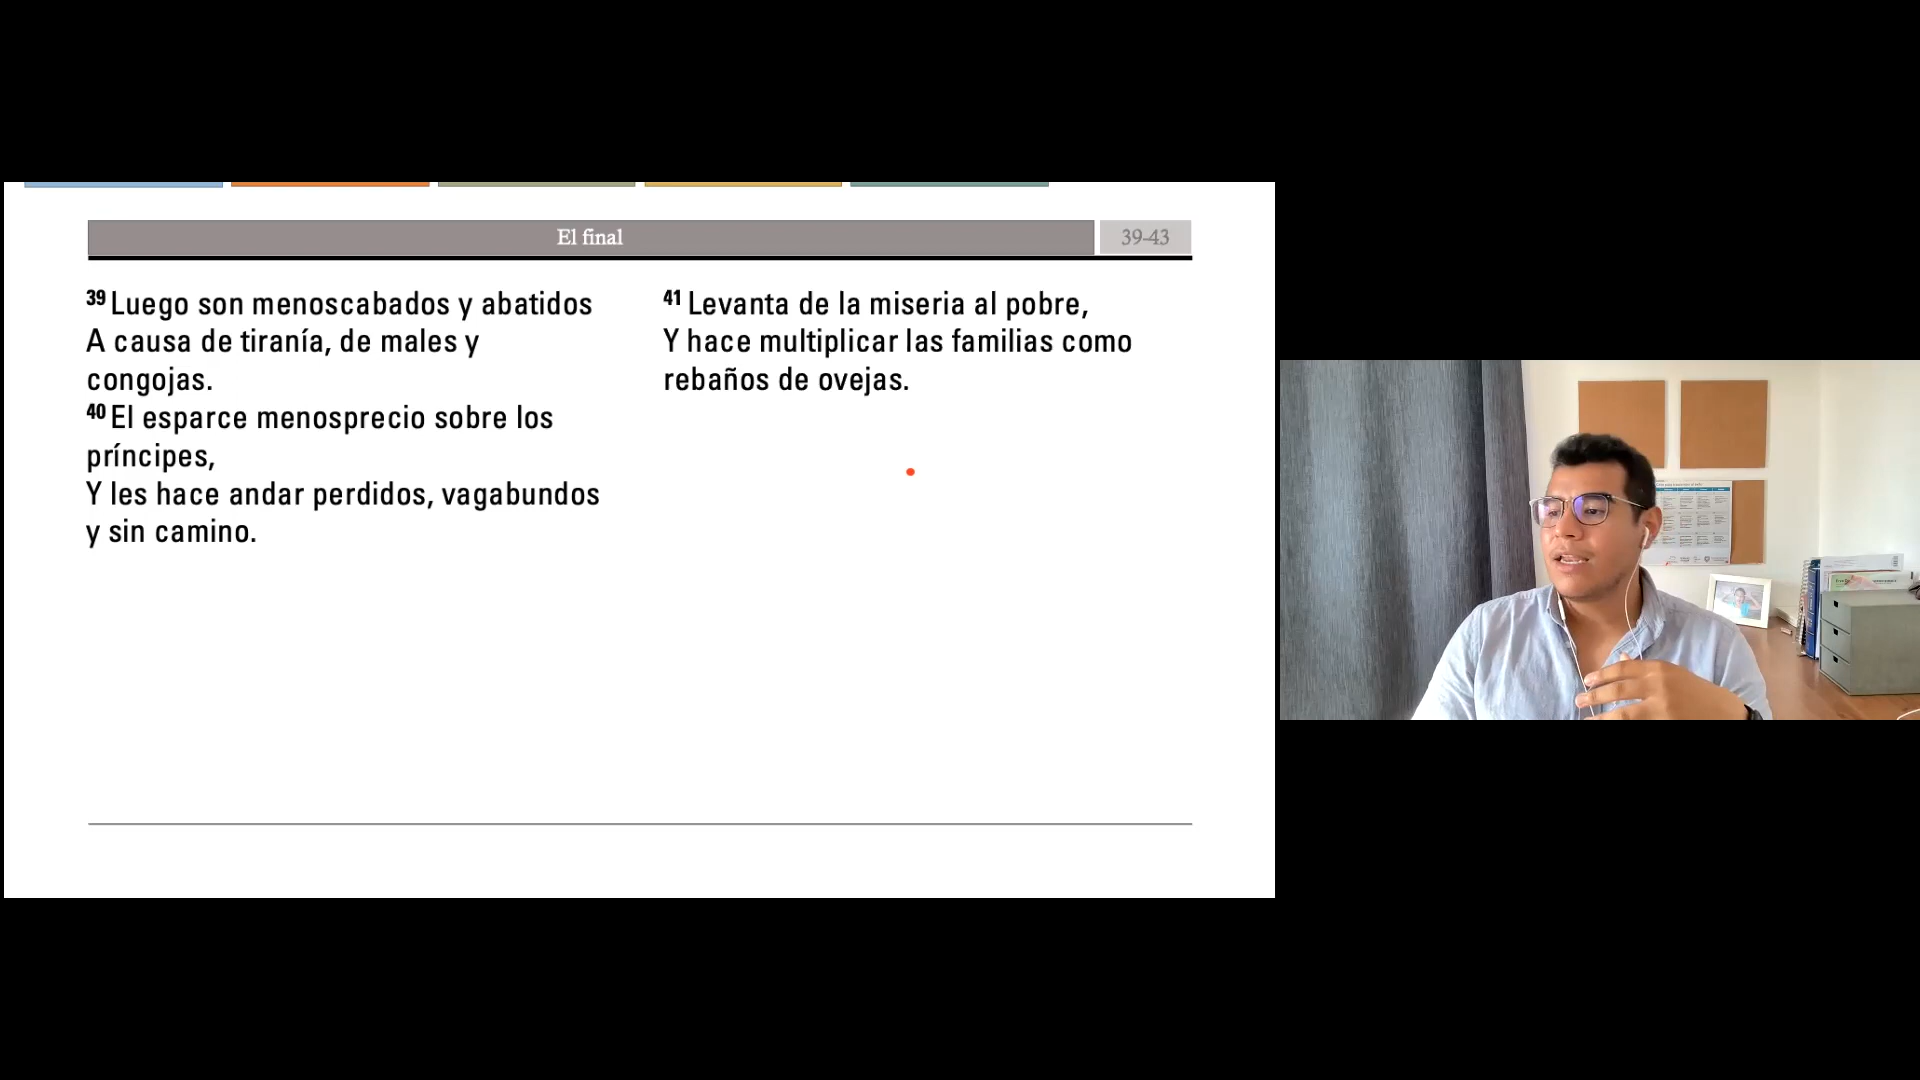 El final
39-43
39 Luego son menoscabados y abatidos
A causa de tiranía, de males y
congojas.
40 El esparce menosprecio sobre los
príncipes,
Y les hace andar perdidos, vagabundos
y sin camino.
41 Levanta de la miseria al pobre,
Y hace multiplicar las familias como
rebaños de ovejas.